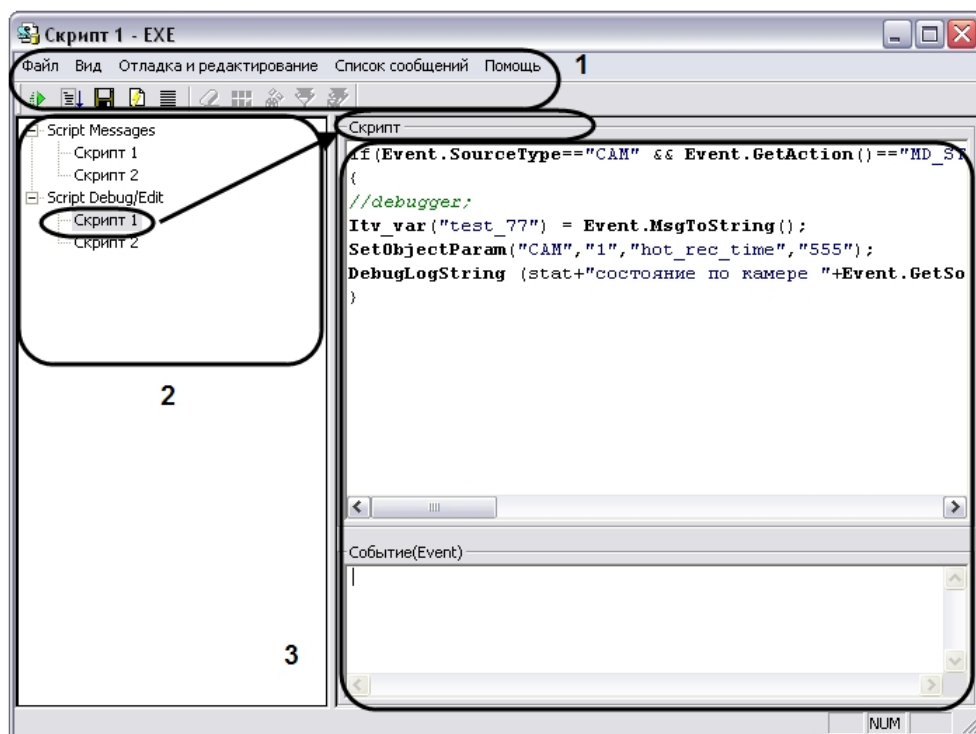 Скрипт 1 - EXE
Файл Вид Отладка и редактирование Список сообщений Помощь 1
Script Messages
Скрипт 1
Скрипт 2
Script Debug/Edit
Скрипт 1
Скрипт 2
2
3
Скрипт
if(Event.SourceType=="CAM" && Event.GetAction()=="MD_ST
{
//debugger;
Itv_var("test_77") = Event.MsgToString();
SetObjectParam("CAM","1","hot_rec_time","555");
DebugLogString (stat+"состояние по камере "+Event.GetSo
}
Событие(Event)
NUM